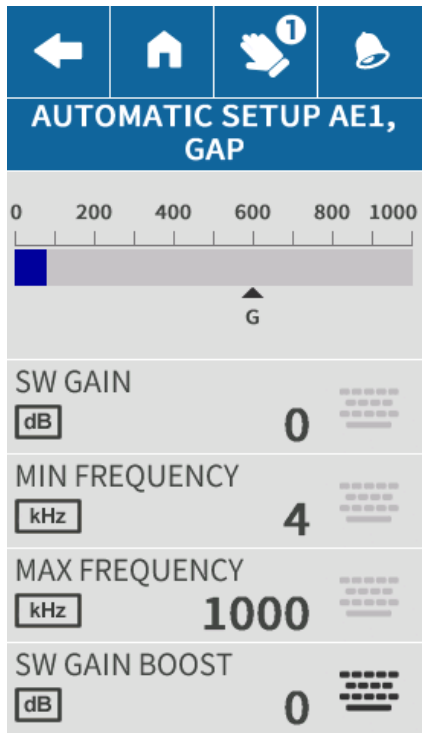 1
AUTOMATIC SETUP AE1,
GAP
0 200 400 600 800 1000
G
SW GAIN
dB 0
MIN FREQUENCY
kHz 4
MAX FREQUENCY
kHz 1000
SW GAIN BOOST
dB 0